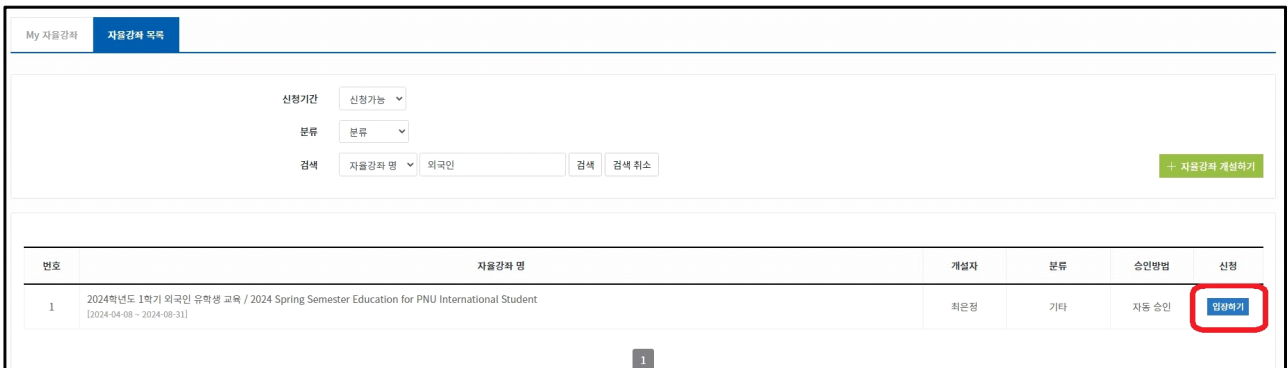 My 자율강좌 자율강좌 목록
신청기간 신청가능
분류 분류
검색 자율강좌 명 외국인 검색 검색 취소 + 자율강좌 개설하기
번호 자율강좌 명 개설자 분류 승인방법 신청
1 2024학년도 1학기 외국인 유학생 교육 / 2024 Spring Semester Education for PNU International Student 최은정 기타 자동 승인 입장하기
[2024-04-08 ~ 2024-08-31]
1